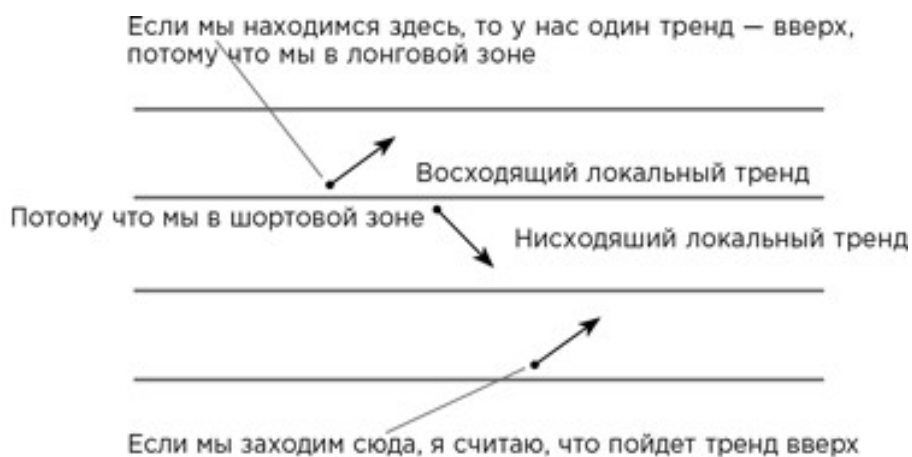 Если мы находимся здесь, то у нас один тренд — вверх,
потому что мы в лонговой зоне
Восходящий локальный тренд
Потому что мы в шортовой зоне
Нисходяший локальный тренд
Если мы заходим сюда, я считаю, что пойдет тренд вверх